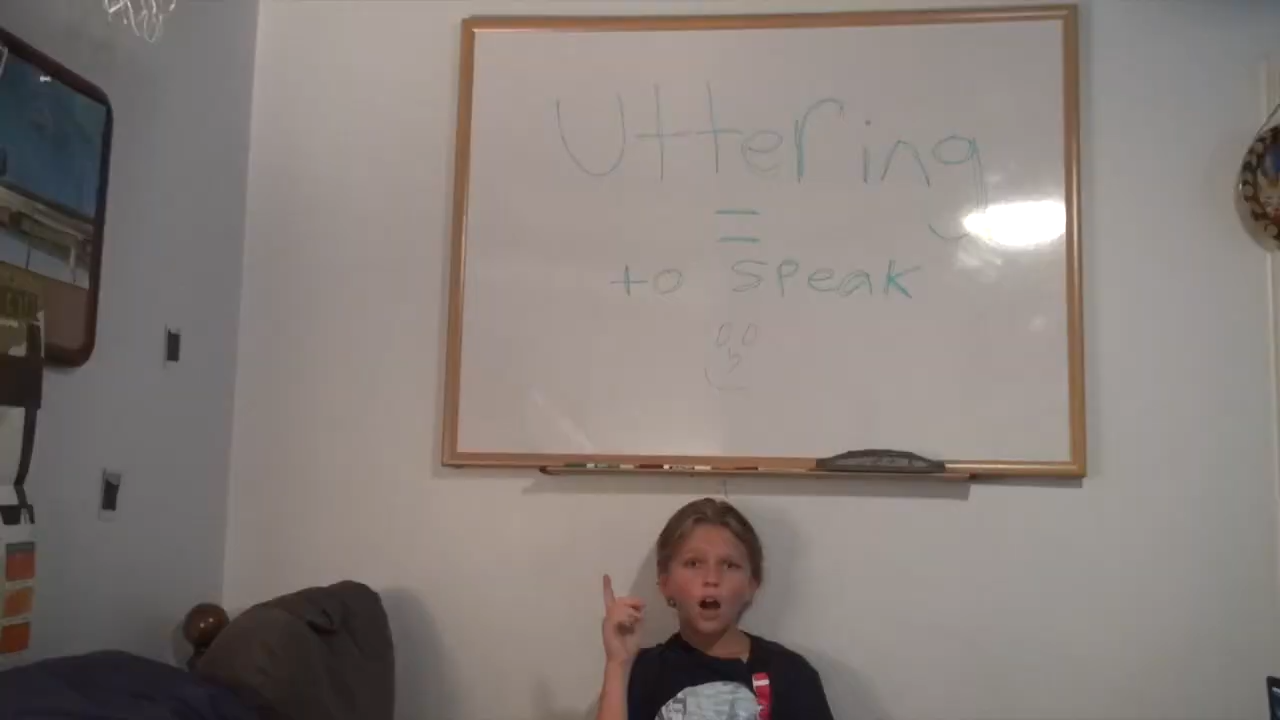 Uttering
=
to speak